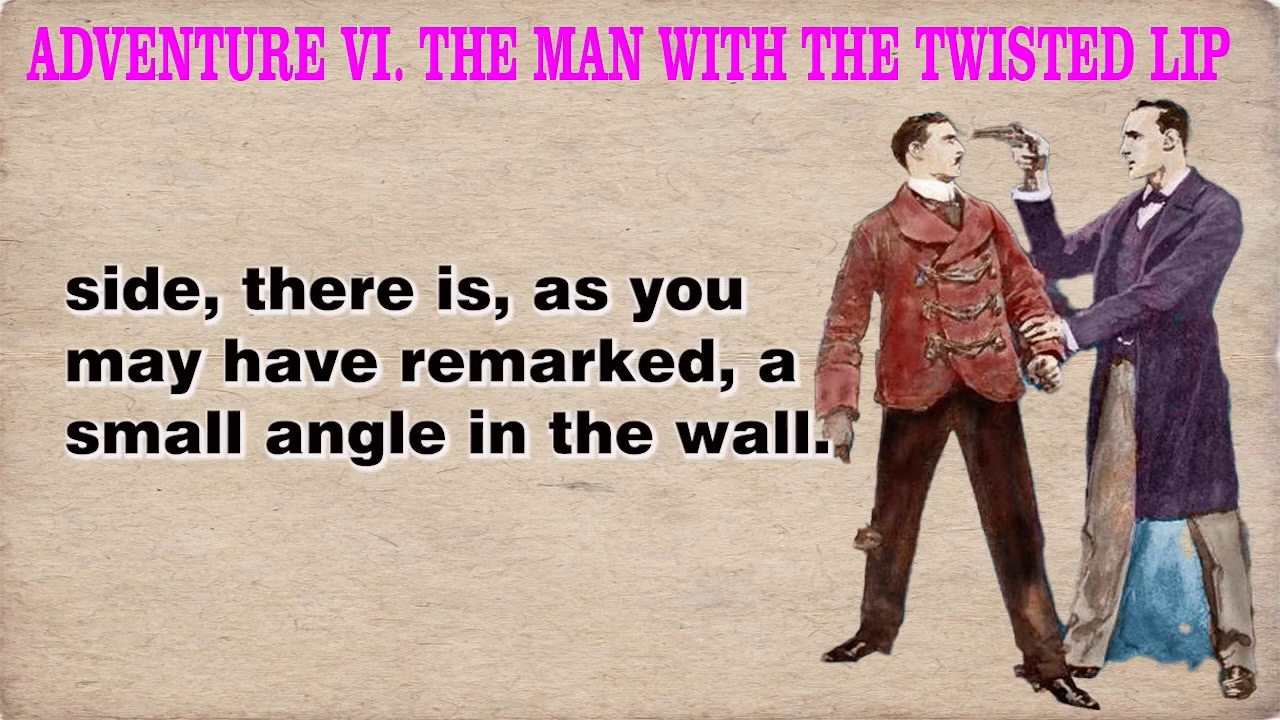 ADVENTURE VI. THE MAN WITH THE TWISTED LIP
side, there is, as you
may have remarked, a
small angle in the wall.